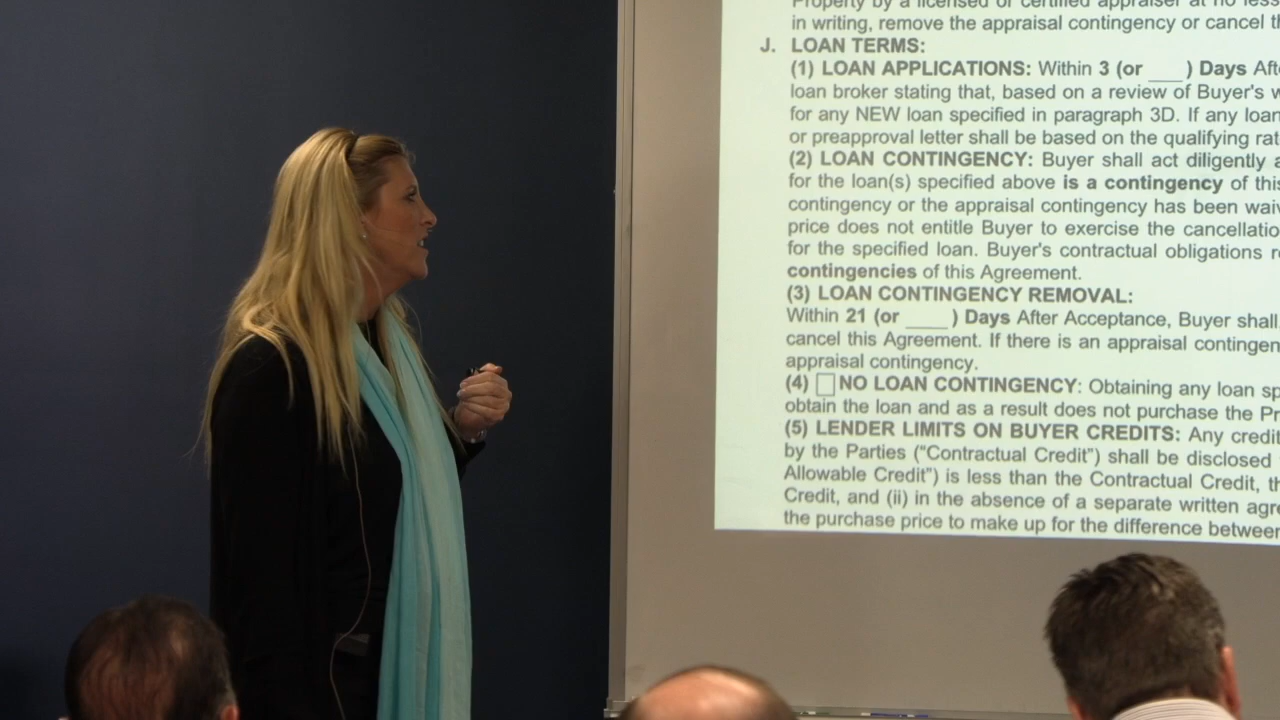 Property by a licensed or certified appraiser at no less
in writing, remove the appraisal contingency or cancel
J. LOAN TERMS:
(1) LOAN APPLICATIONS: Within 3 (or ___ ) Days
loan broker stating that, based on a review of Buyer's
for any NEW loan specified in paragraph 3D. If any loan
or preapproval letter shall be based on the qualifying
(2) LOAN CONTINGENCY: Buyer shall act diligently
for the loan(s) specified above is a contingency of this
contingency or the appraisal contingency has been
price does not entitle Buyer to exercise the
for the specified loan. Buyer's contractual obligations
contingencies of this Agreement.
(3) LOAN CONTINGENCY REMOVAL:
Within 21 (or ____ ) Days After Acceptance, Buyer shall
cancel this Agreement. If there is an appraisal
appraisal contingency.
(4) NO LOAN CONTINGENCY: Obtaining any loan
obtain the loan and as a result does not purchase the
(5) LENDER LIMITS ON BUYER CREDITS: Any credit
by the Parties ("Contractual Credit") shall be disclosed
Allowable Credit") is less than the Contractual Credit,
Credit, and (ii) in the absence of a separate written
the purchase price to make up for the difference between